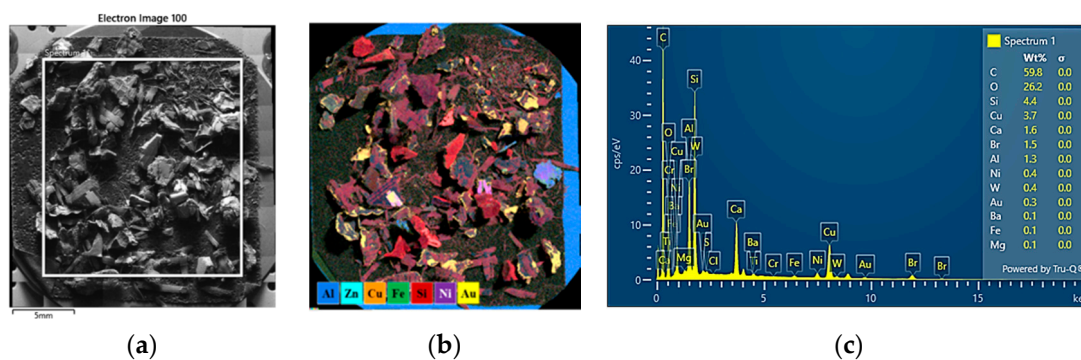 Electron Image 100
Spectrum
5mm
Al Zn Cu Fe Si Ni Au
(a)
(b)
(c)
cps/eV
40
30
20
10
0
0 5 10 15
C
Si
O
Al
Cu
W
Cr
Br
Ni
Au
S
Ca
Mg
Cl
Ca
Ba
Ti
Cr
Fe
Ni
Cu
W
Au
Br
Br
Spectrum 1
Wt% σ
C 59.8 0.0
O 26.2 0.0
Si 4.4 0.0
Cu 3.7 0.0
Ca 1.6 0.0
Br 1.5 0.0
Al 1.3 0.0
Ni 0.4 0.0
W 0.4 0.0
Au 0.3 0.0
Ba 0.1 0.0
Fe 0.1 0.0
Mg 0.1 0.0
Powered by Tru-Q®